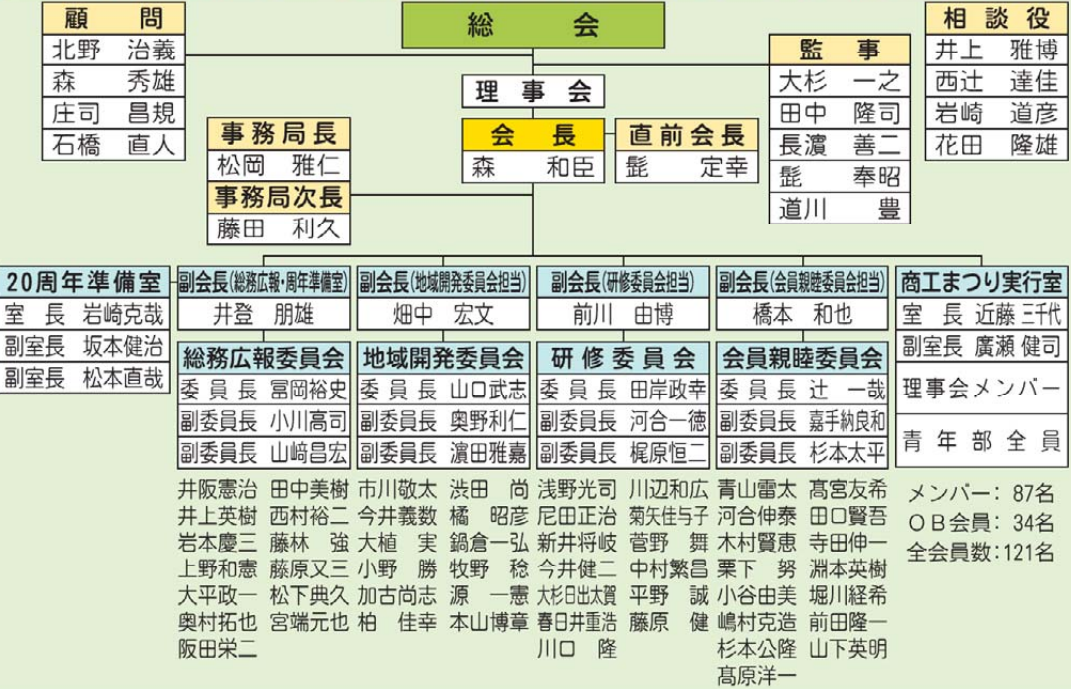 総会
顧問
北野 治義
森 秀雄
庄司 昌規
石橋 直人
相談役
井上 雅博
西辻 達佳
岩崎 道彦
花田 隆雄
監事
大杉 一之
田中 隆司
長濵 善二
髭 奉昭
道川 豊
理事会
会長
森 和臣
直前会長
髭 定幸
事務局長
松岡 雅仁
事務局次長
藤田 利久
20周年準備室
室長 岩崎克哉
副室長 坂本健治
副室長 松本直哉
副会長(総務広報・周年準備室)
井登 朋雄
総務広報委員会
委員長 冨岡裕史
副委員長 小川高司
副委員長 山﨑昌宏
井阪憲治 田中美樹
井上英樹 西村裕二
岩本慶三 藤林 強
上野和憲 藤原又三
大平政一 松下典久
奥村拓也 宮端元也
阪田栄二
副会長(地域開発委員会担当)
畑中 宏文
地域開発委員会
委員長 山口武志
副委員長 奥野利仁
副委員長 濵田雅嘉
市川敬太 渋田 尚
今井義数 橘 昭彦
大植 実 鍋倉一弘
小野 勝 牧野 稔
加古尚志 源 一憲
柏 佳幸 本山博章
副会長(研修委員会担当)
前川 由博
研修委員会
委員長 田岸政幸
副委員長 河合一徳
副委員長 梶原恒二
浅野光司 川辺和広
尼田正治 菊矢佳与子
新井将岐 菅野 舞
今井健二 中村繁昌
大杉日出太賀 平野 誠
春日井重浩 藤原 健
川口 隆
副会長(会員親睦委員会担当)
橋本 和也
会員親睦委員会
委員長 辻 一哉
副委員長 嘉手納良和
副委員長 杉本太平
青山雷太 髙宮友希
河合伸泰 田口賢吾
木村賢恵 寺田伸一
栗下 努 淵本英樹
小谷由美 堀川経希
嶋村克造 前田隆一
杉本公隆 山下英明
髙原洋一
商工まつり実行室
室長 近藤三千代
副室長 廣瀬健司
理事会メンバー
青年部全員
メンバー：87名
ＯＢ会員：34名
全会員数：121名